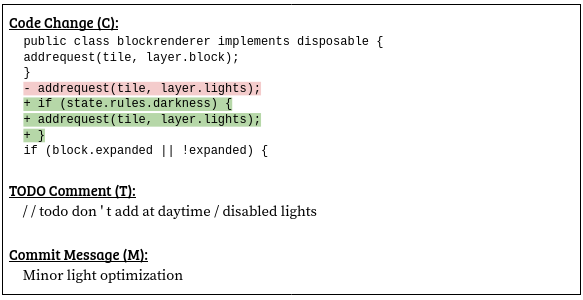 Code Change (C):
public class blockrenderer implements disposable {
addrequest(tile, layer.block);
}
- addrequest(tile, layer.lights);
+ if (state.rules.darkness) {
+ addrequest(tile, layer.lights);
+ }
if (block.expanded || !expanded) {
TODO Comment (T):
/ / todo don ' t add at daytime / disabled lights
Commit Message (M):
Minor light optimization